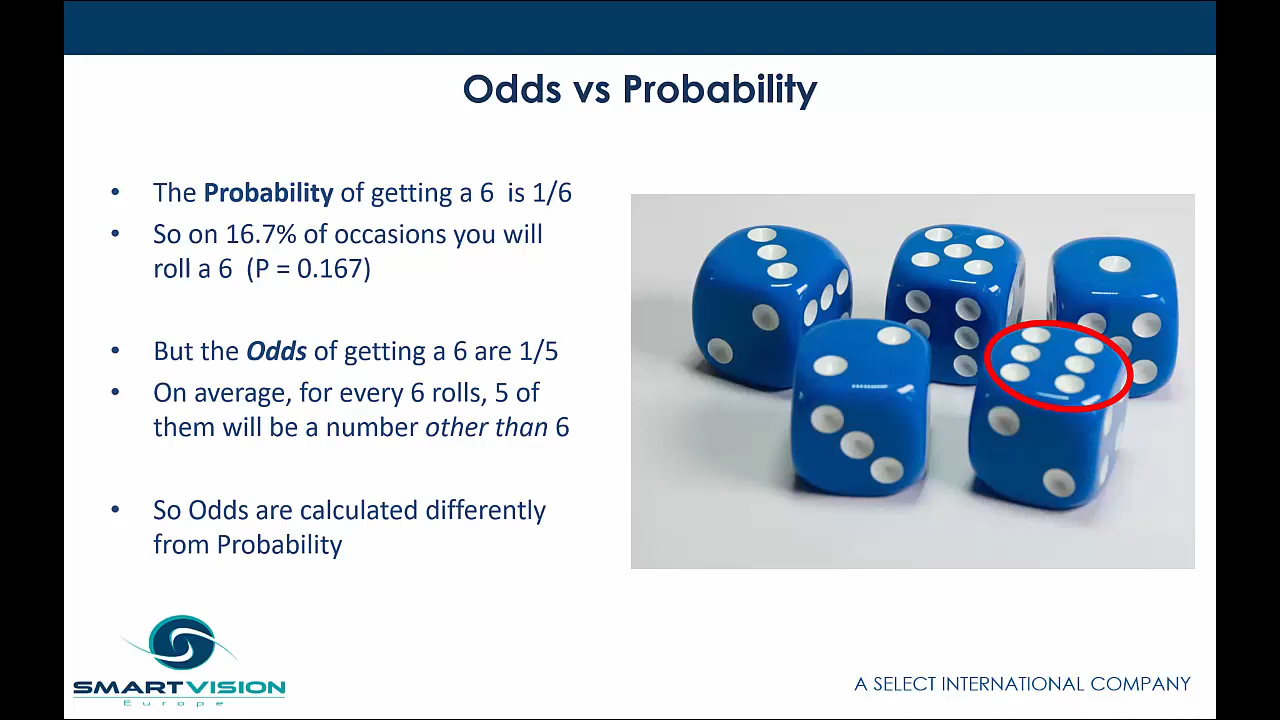 Odds vs Probability
• The Probability of getting a 6 is 1/6
• So on 16.7% of occasions you will
roll a 6 (P = 0.167)
• But the Odds of getting a 6 are 1/5
• On average, for every 6 rolls, 5 of
them will be a number other than 6
• So Odds are calculated differently
from Probability
SMARTVISION
Europe
A SELECT INTERNATIONAL COMPANY